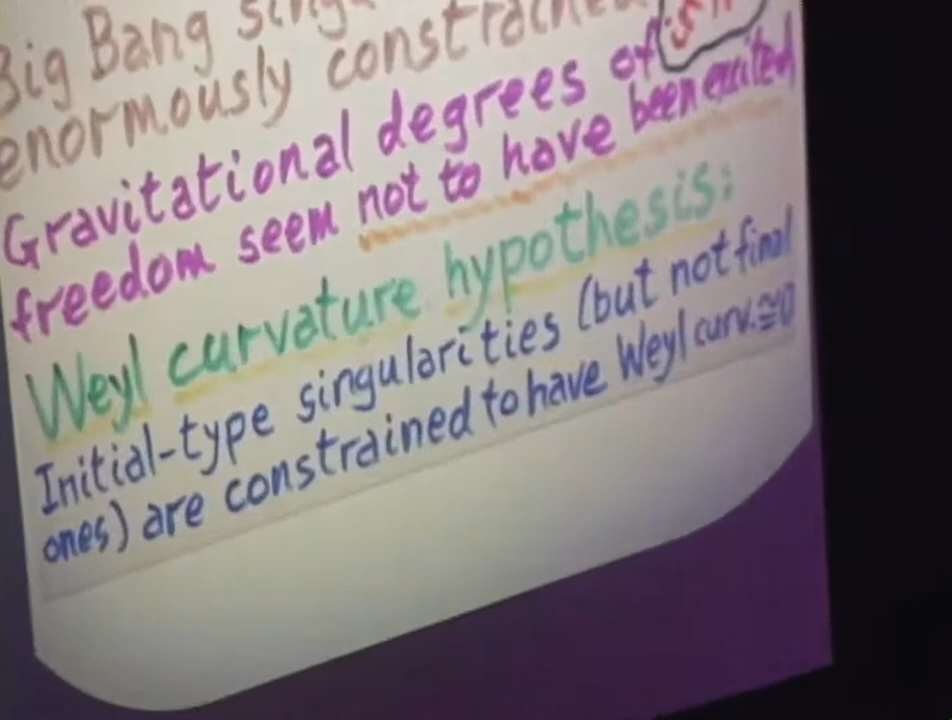 Big Bang
enormously constrained
Gravitational degrees of
freedom seem not to have been excited
Weyl curvature hypothesis:
Initial-type singularities (but not final
ones) are constrained to have Weyl curv.≅0